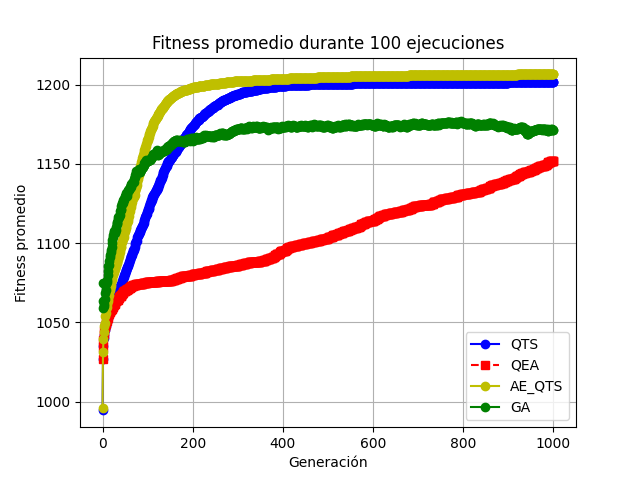 Fitness promedio durante 100 ejecuciones
Fitness promedio
1200
1150
1100
1050
1000
0
200
400
600
800
1000
Generación
QTS
QEA
AE_QTS
GA